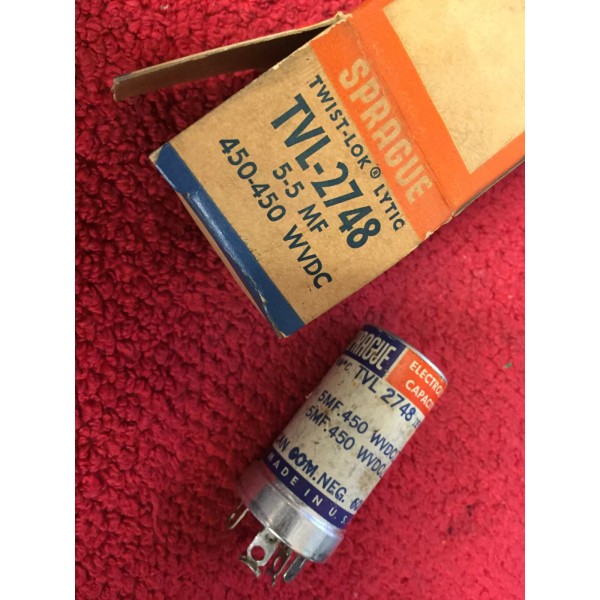 SPRAGUE
TWIST-LOK® LYTIC
TVL-2748
5-5 MF
450-450 WVDC
RAGUE
TVL 2748
ELECTRO
CAPAC
5MF. 450 WVDC
5MF. 450 WVDC
COM. NEG.
MADE IN U.S